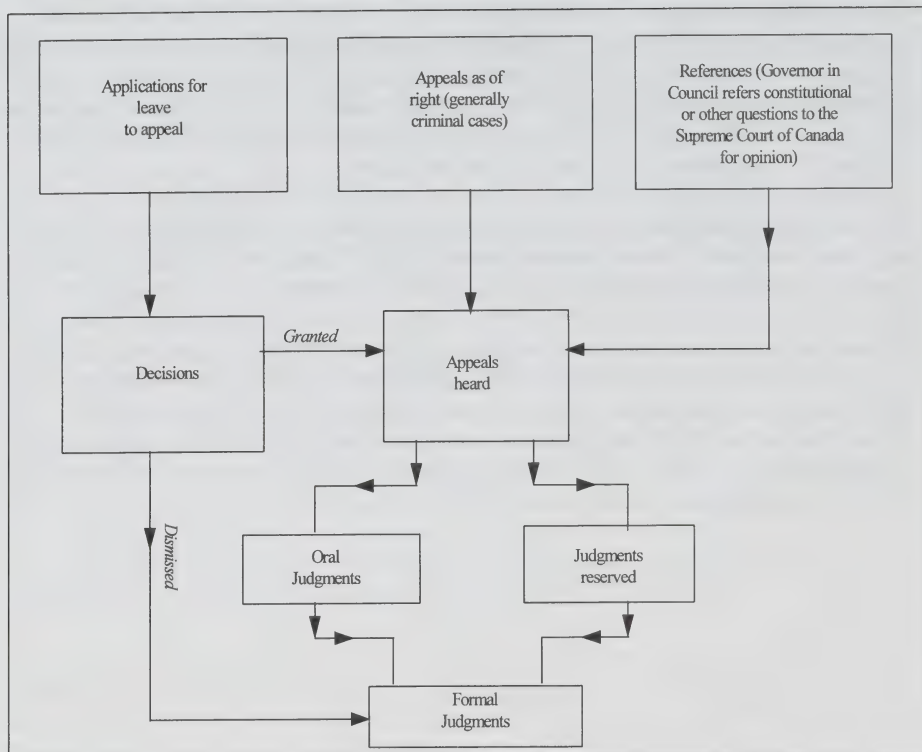 Applications for
leave
to appeal
Appeals as of
right (generally
criminal cases)
References (Governor in
Council refers constitutional
or other questions to the
Supreme Court of Canada
for opinion)
Decisions
Granted
Appeals
heard
Dismissed
Oral
Judgments
Judgments
reserved
Formal
Judgments